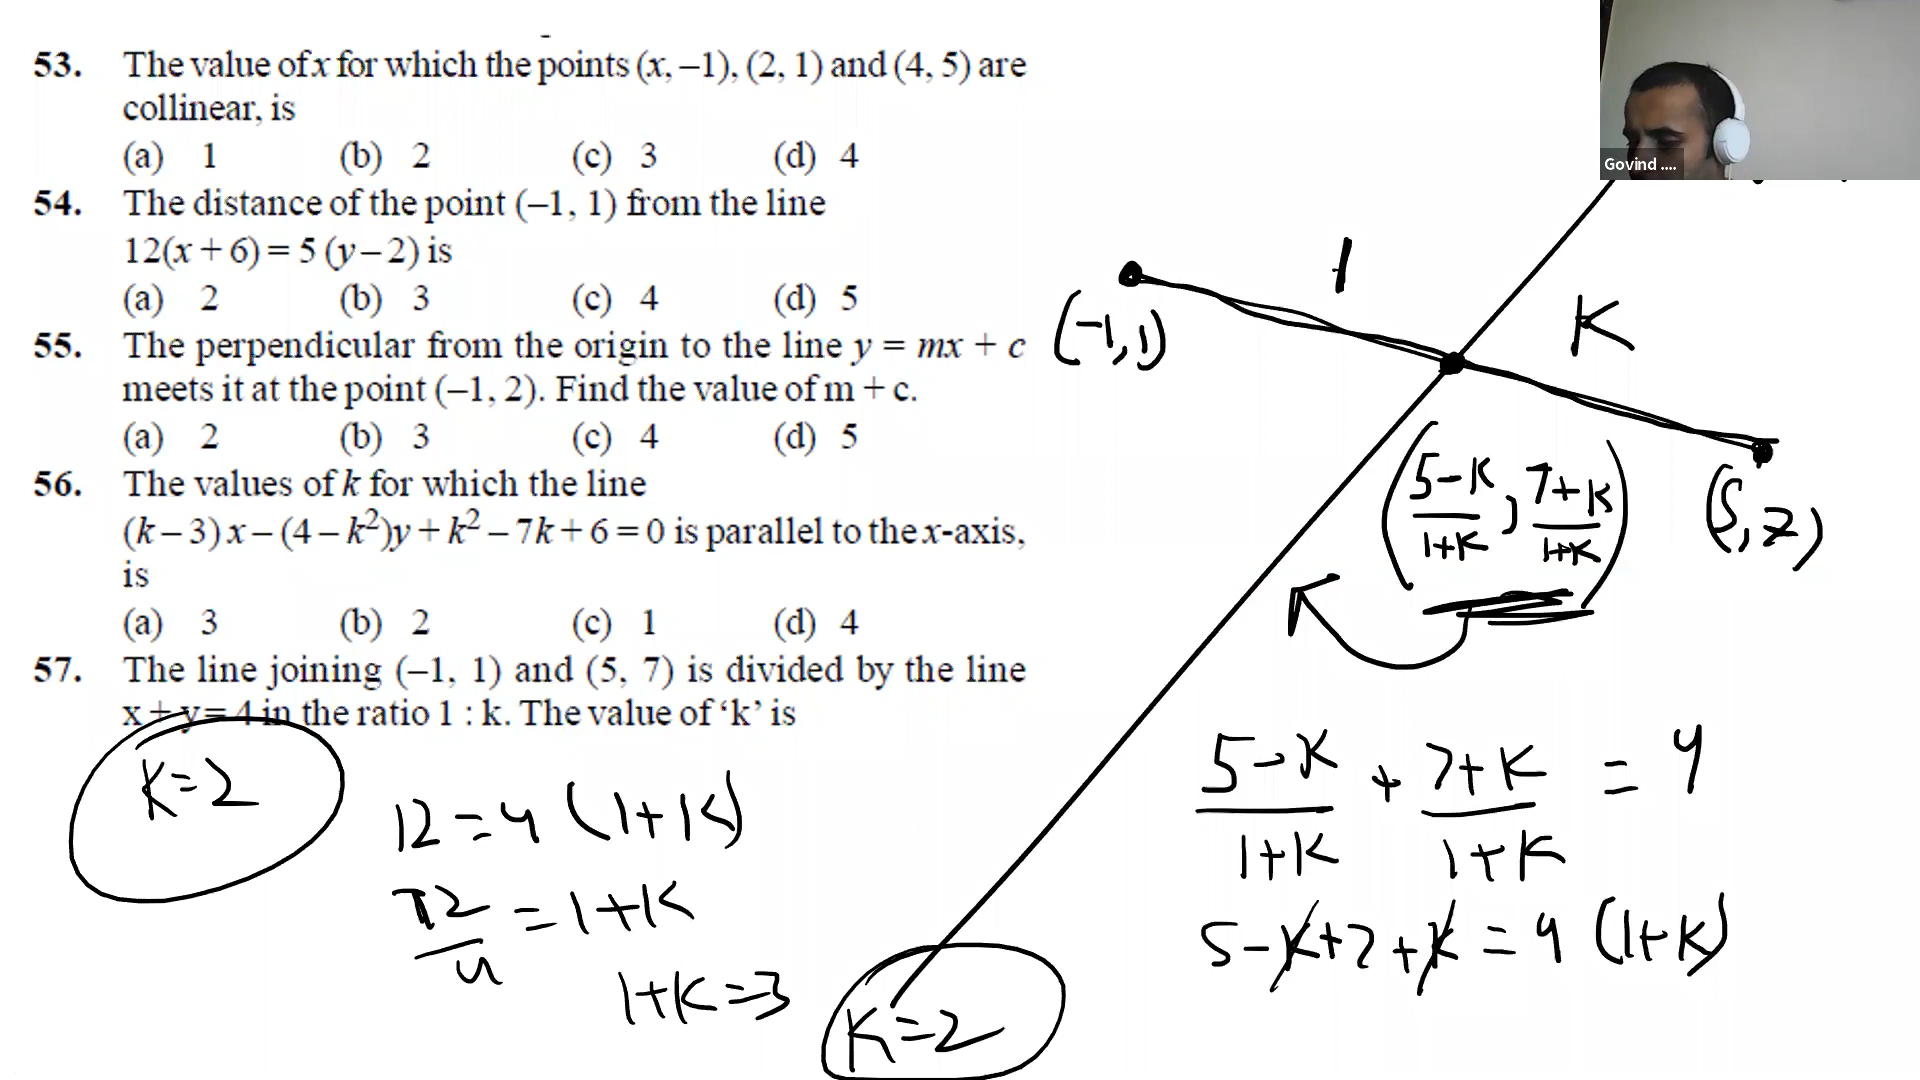 53. The value of x for which the points (x, –1), (2, 1) and (4, 5) are
collinear, is
(a) 1 (b) 2 (c) 3 (d) 4
54. The distance of the point (–1, 1) from the line
12(x + 6) = 5 (y – 2) is
(a) 2 (b) 3 (c) 4 (d) 5
55. The perpendicular from the origin to the line y = mx + c
meets it at the point (–1, 2). Find the value of m + c.
(a) 2 (b) 3 (c) 4 (d) 5
56. The values of k for which the line
(k – 3) x – (4 – k²)y + k² – 7k + 6 = 0 is parallel to the x-axis,
is
(a) 3 (b) 2 (c) 1 (d) 4
57. The line joining (–1, 1) and (5, 7) is divided by the line
x + y = 4 in the ratio 1 : k. The value of ‘k’ is
K=2
12=4(1+K)
12/4=1+K
1+K=3
K=2
Govind ....
1
K
(-1,1)
(5-K/1+K, 7+K/1+K)
(5,7)
5-K/1+K + 7+K/1+K = 4
5-K+7+K=4(1+K)